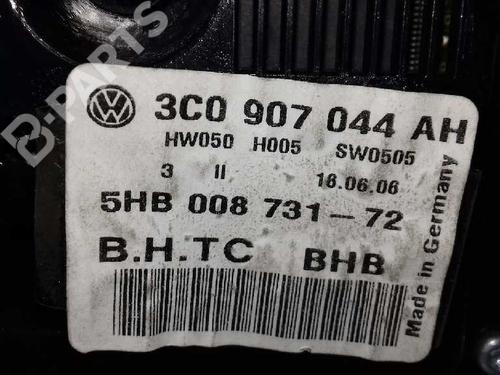 B-PARTS
3C0 907 044 AH
HW050 H005 SW0505
3 II 16.06.06
5HB 008 731-72
B.H.TC BHB
Made in Germany